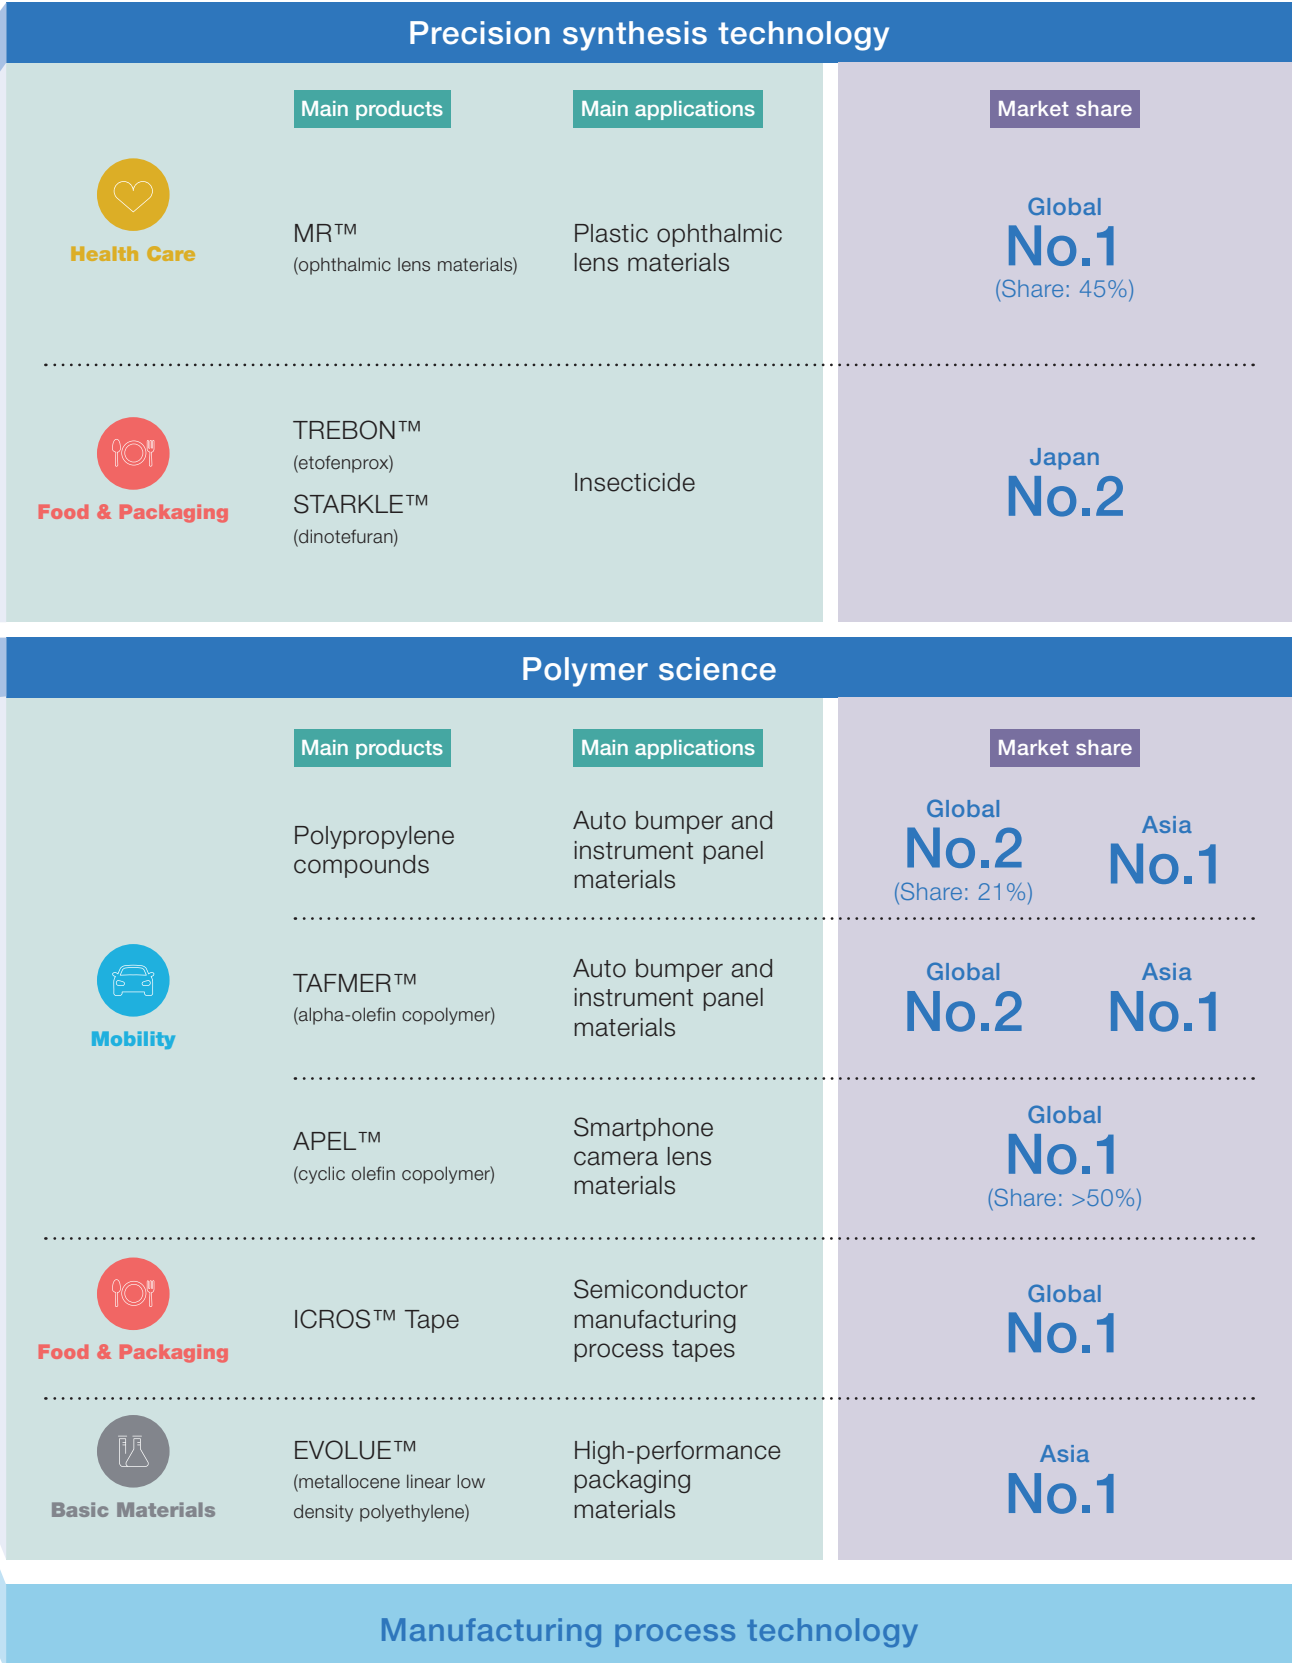 Precision synthesis technology
Main products
Main applications
Market share
Health Care
MR™
(ophthalmic lens materials)
Plastic ophthalmic
lens materials
Global
No.1
(Share: 45%)
Food & Packaging
TREBON™
(etofenprox)
STARKLE™
(dinotefuran)
Insecticide
Japan
No.2
Polymer science
Main products
Main applications
Market share
Mobility
Polypropylene
compounds
Auto bumper and
instrument panel
materials
Global
No.2
(Share: 21%)
Asia
No.1
TAFMER™
(alpha-olefin copolymer)
Auto bumper and
instrument panel
materials
Global
No.2
Asia
No.1
APEL™
(cyclic olefin copolymer)
Smartphone
camera lens
materials
Global
No.1
(Share: >50%)
Food & Packaging
ICROS™ Tape
Semiconductor
manufacturing
process tapes
Global
No.1
Basic Materials
EVOLUE™
(metallocene linear low
density polyethylene)
High-performance
packaging
materials
Asia
No.1
Manufacturing process technology